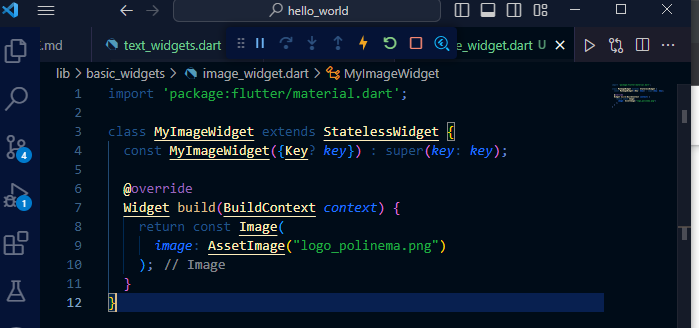 hello_world
.md
text_widgets.dart
e_widget.dart U
lib > basic_widgets > image_widget.dart > MyImageWidget
1 import 'package:flutter/material.dart';
2
3 class MyImageWidget extends StatelessWidget {
4 const MyImageWidget({Key? key}) : super(key: key);
5
6 @override
7 Widget build(BuildContext context) {
8 return const Image(
9 image: AssetImage("logo_polinema.png")
10 ); // Image
11 }
12 }
4
1